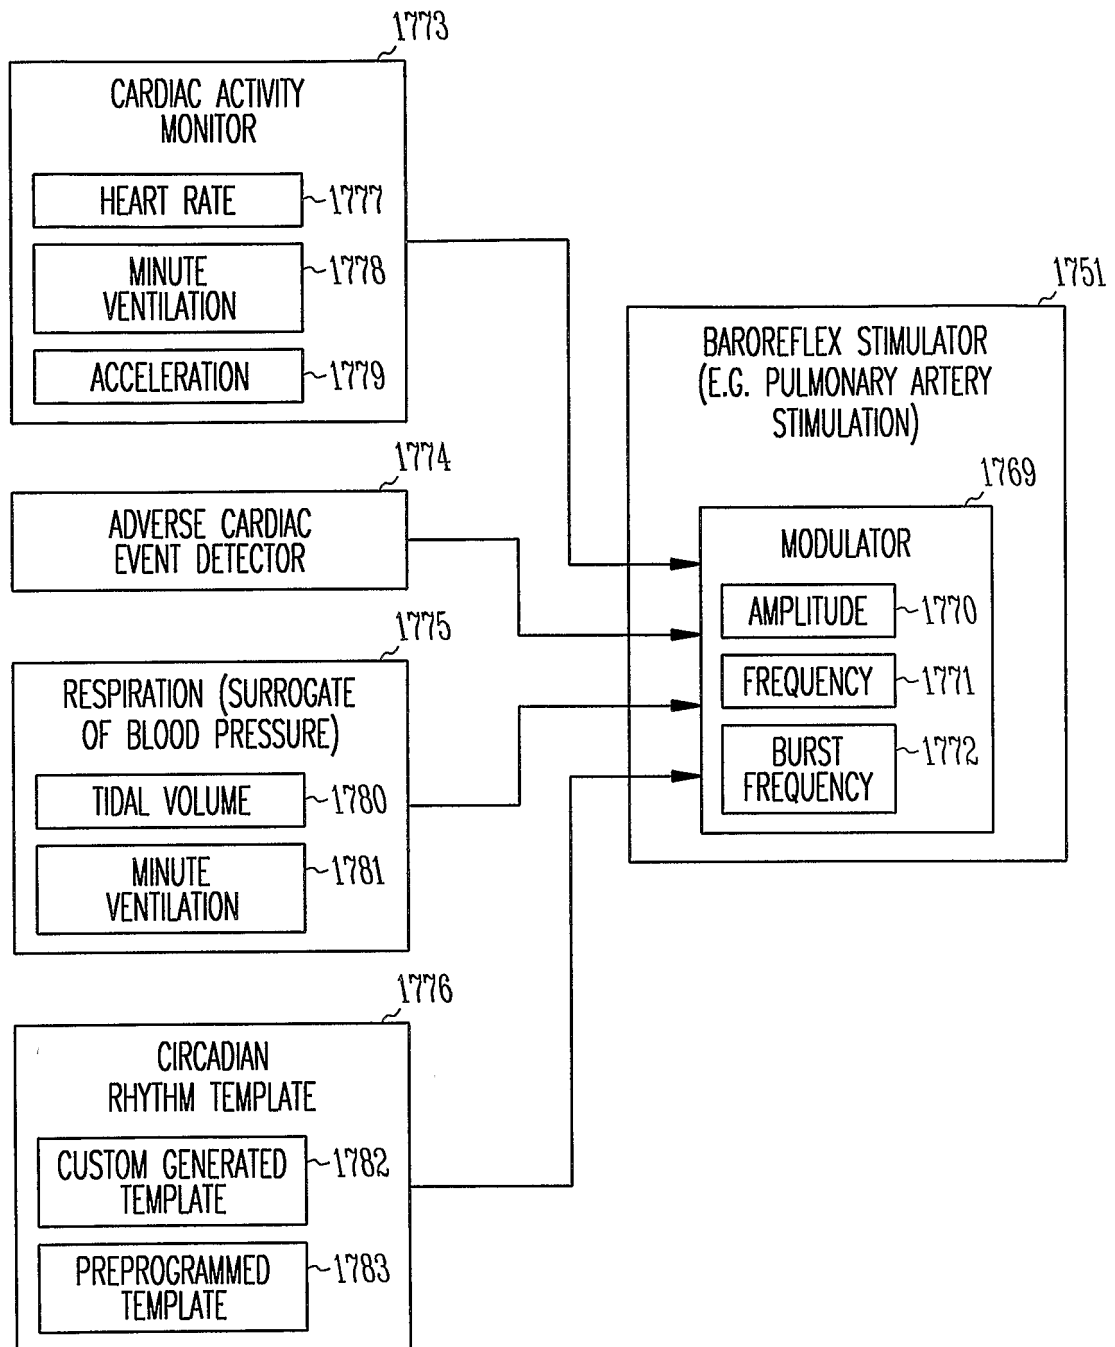 1773
CARDIAC ACTIVITY
MONITOR
HEART RATE
1777
MINUTE
VENTILATION
1778
ACCELERATION
1779
1774
ADVERSE CARDIAC
EVENT DETECTOR
1775
RESPIRATION (SURROGATE
OF BLOOD PRESSURE)
TIDAL VOLUME
1780
MINUTE
VENTILATION
1781
1776
CIRCADIAN
RHYTHM TEMPLATE
CUSTOM GENERATED
TEMPLATE
1782
PREPROGRAMMED
TEMPLATE
1783
1751
BAROREFLEX STIMULATOR
(E.G. PULMONARY ARTERY
STIMULATION)
1769
MODULATOR
AMPLITUDE
1770
FREQUENCY
1771
BURST
FREQUENCY
1772